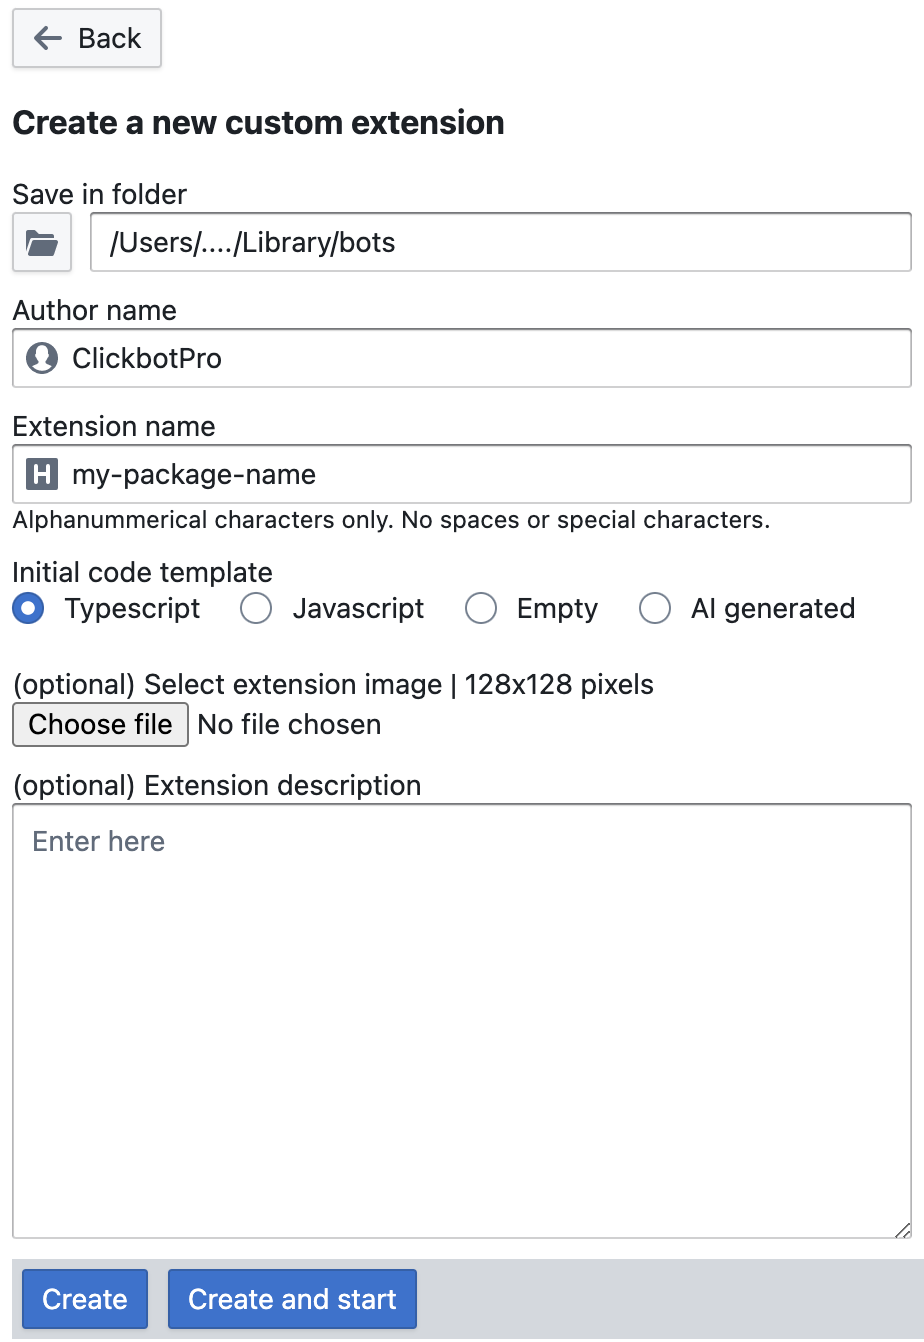 Back
Create a new custom extension
Save in folder
/Users/..../Library/bots
Author name
ClickbotPro
Extension name
H my-package-name
Alphanummerical characters only. No spaces or special characters.
Initial code template
Typescript Javascript Empty AI generated
(optional) Select extension image | 128x128 pixels
Choose file No file chosen
(optional) Extension description
Enter here
Create Create and start